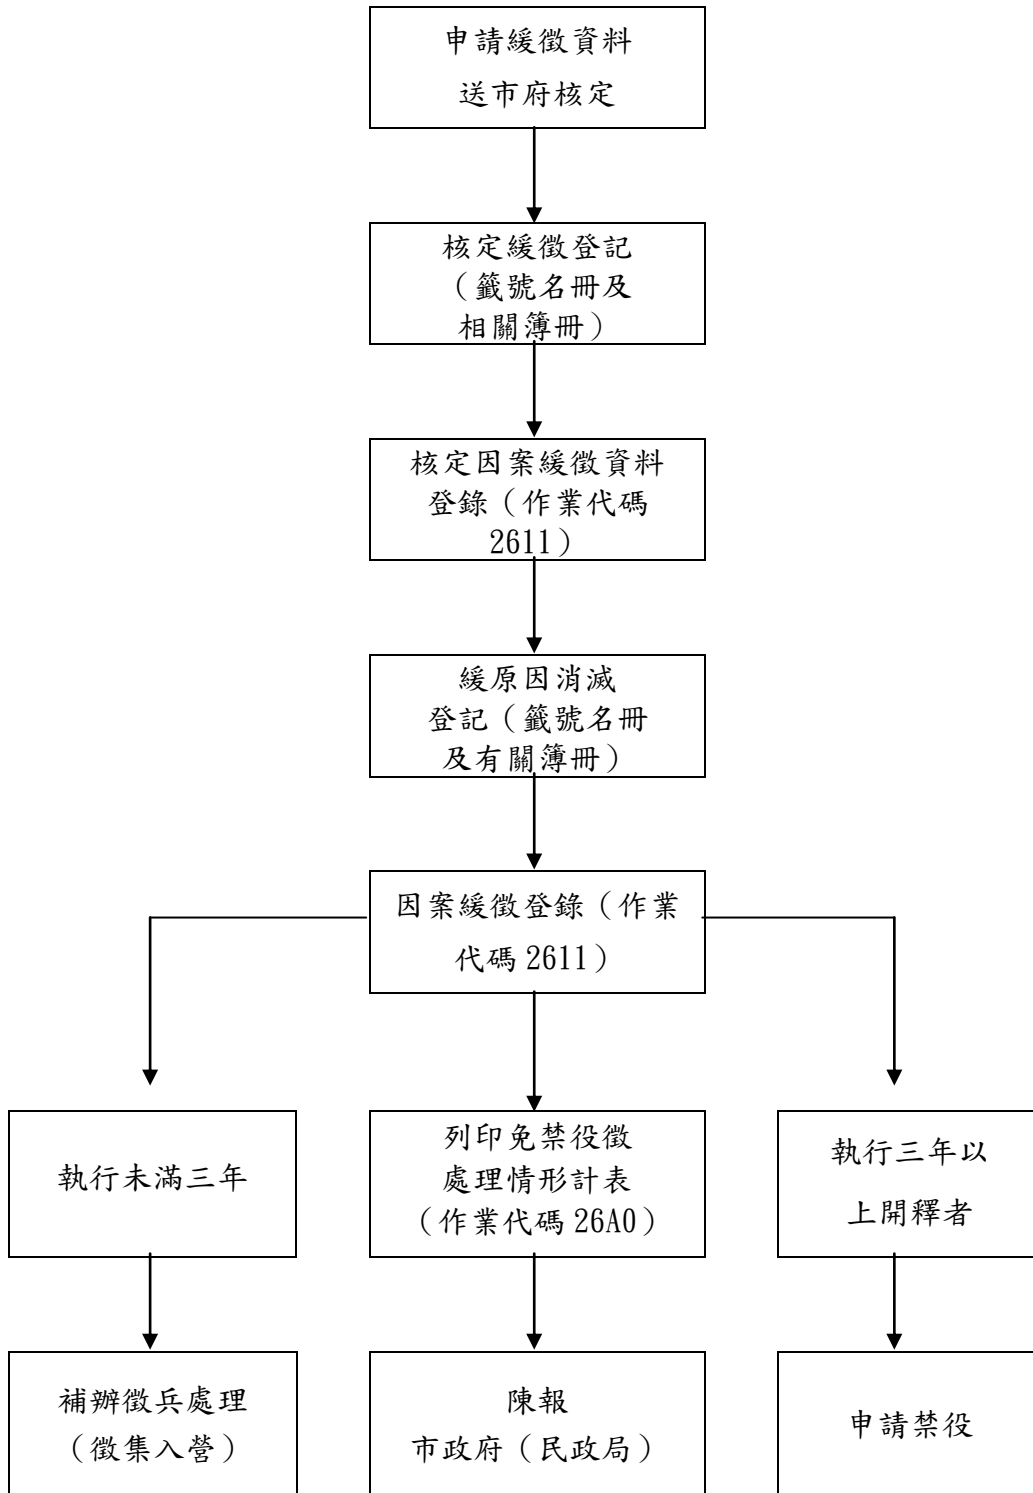 申請緩徵資料
送市府核定
核定緩徵登記
（籤號名冊及
相關簿冊）
核定因案緩徵資料
登錄（作業代碼
2611）
緩原因消滅
登記（籤號名冊
及有關簿冊）
因案緩徵登錄（作業
代碼 2611）
執行未滿三年
列印免禁役徵
處理情形計表
（作業代碼 26A0）
執行三年以
上開釋者
補辦徵兵處理
（徵集入營）
陳報
市政府（民政局）
申請禁役